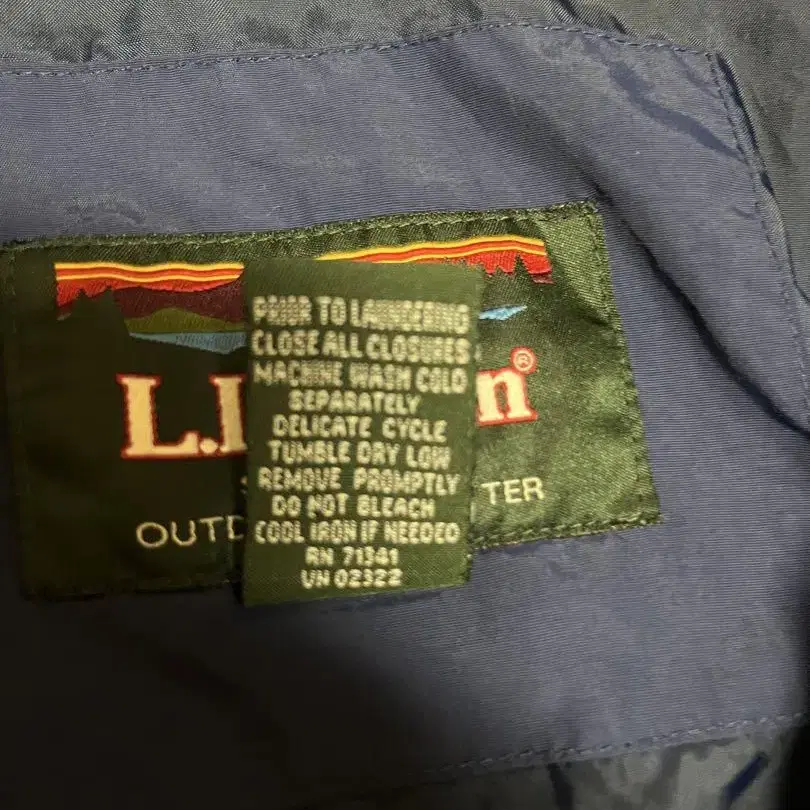 PRIOR TO LAUNDERING
CLOSE ALL CLOSURES
MACHINE WASH COLD
SEPARATELY
DELICATE CYCLE
TUMBLE DRY LOW
REMOVE PROMPTLY
DO NOT BLEACH
COOL IRON IF NEEDED
RN 71341
VN 02322
L.L n®
S TER
OUTD